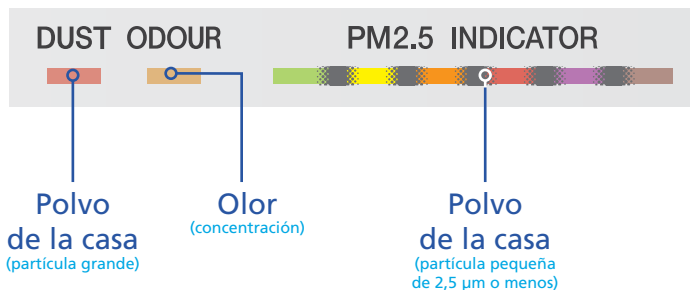 DUST ODOUR
PM2.5 INDICATOR
Polvo
de la casa
(partícula grande)
Olor
(concentración)
Polvo
de la casa
(partícula pequeña
de 2,5 µm o menos)